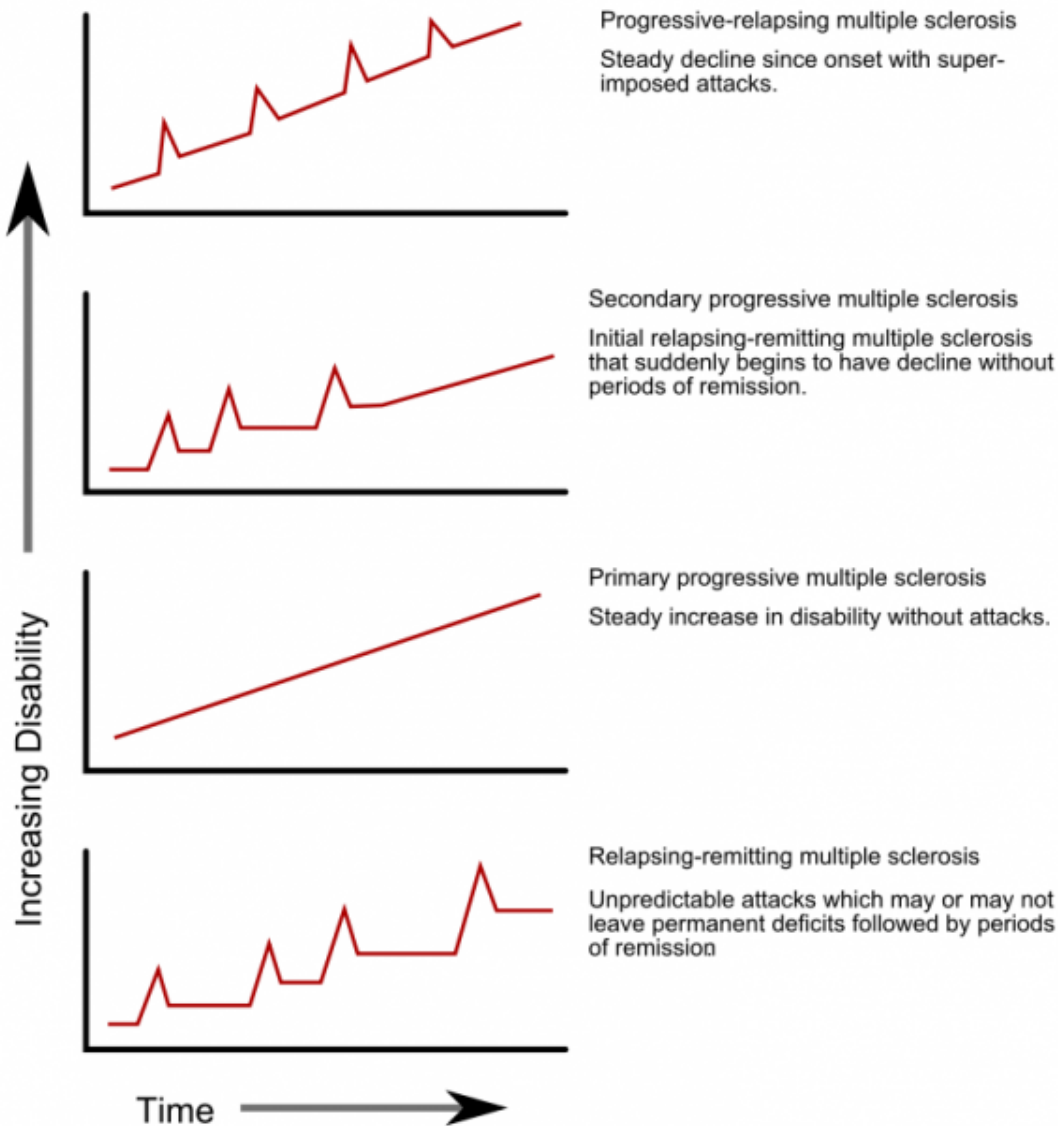 Progressive-relapsing multiple sclerosis
Steady decline since onset with super-
imposed attacks.
Secondary progressive multiple sclerosis
Initial relapsing-remitting multiple sclerosis
that suddenly begins to have decline without
periods of remission.
Primary progressive multiple sclerosis
Steady increase in disability without attacks.
Relapsing-remitting multiple sclerosis
Unpredictable attacks which may or may not
leave permanent deficits followed by periods
of remission
Increasing Disability
Time